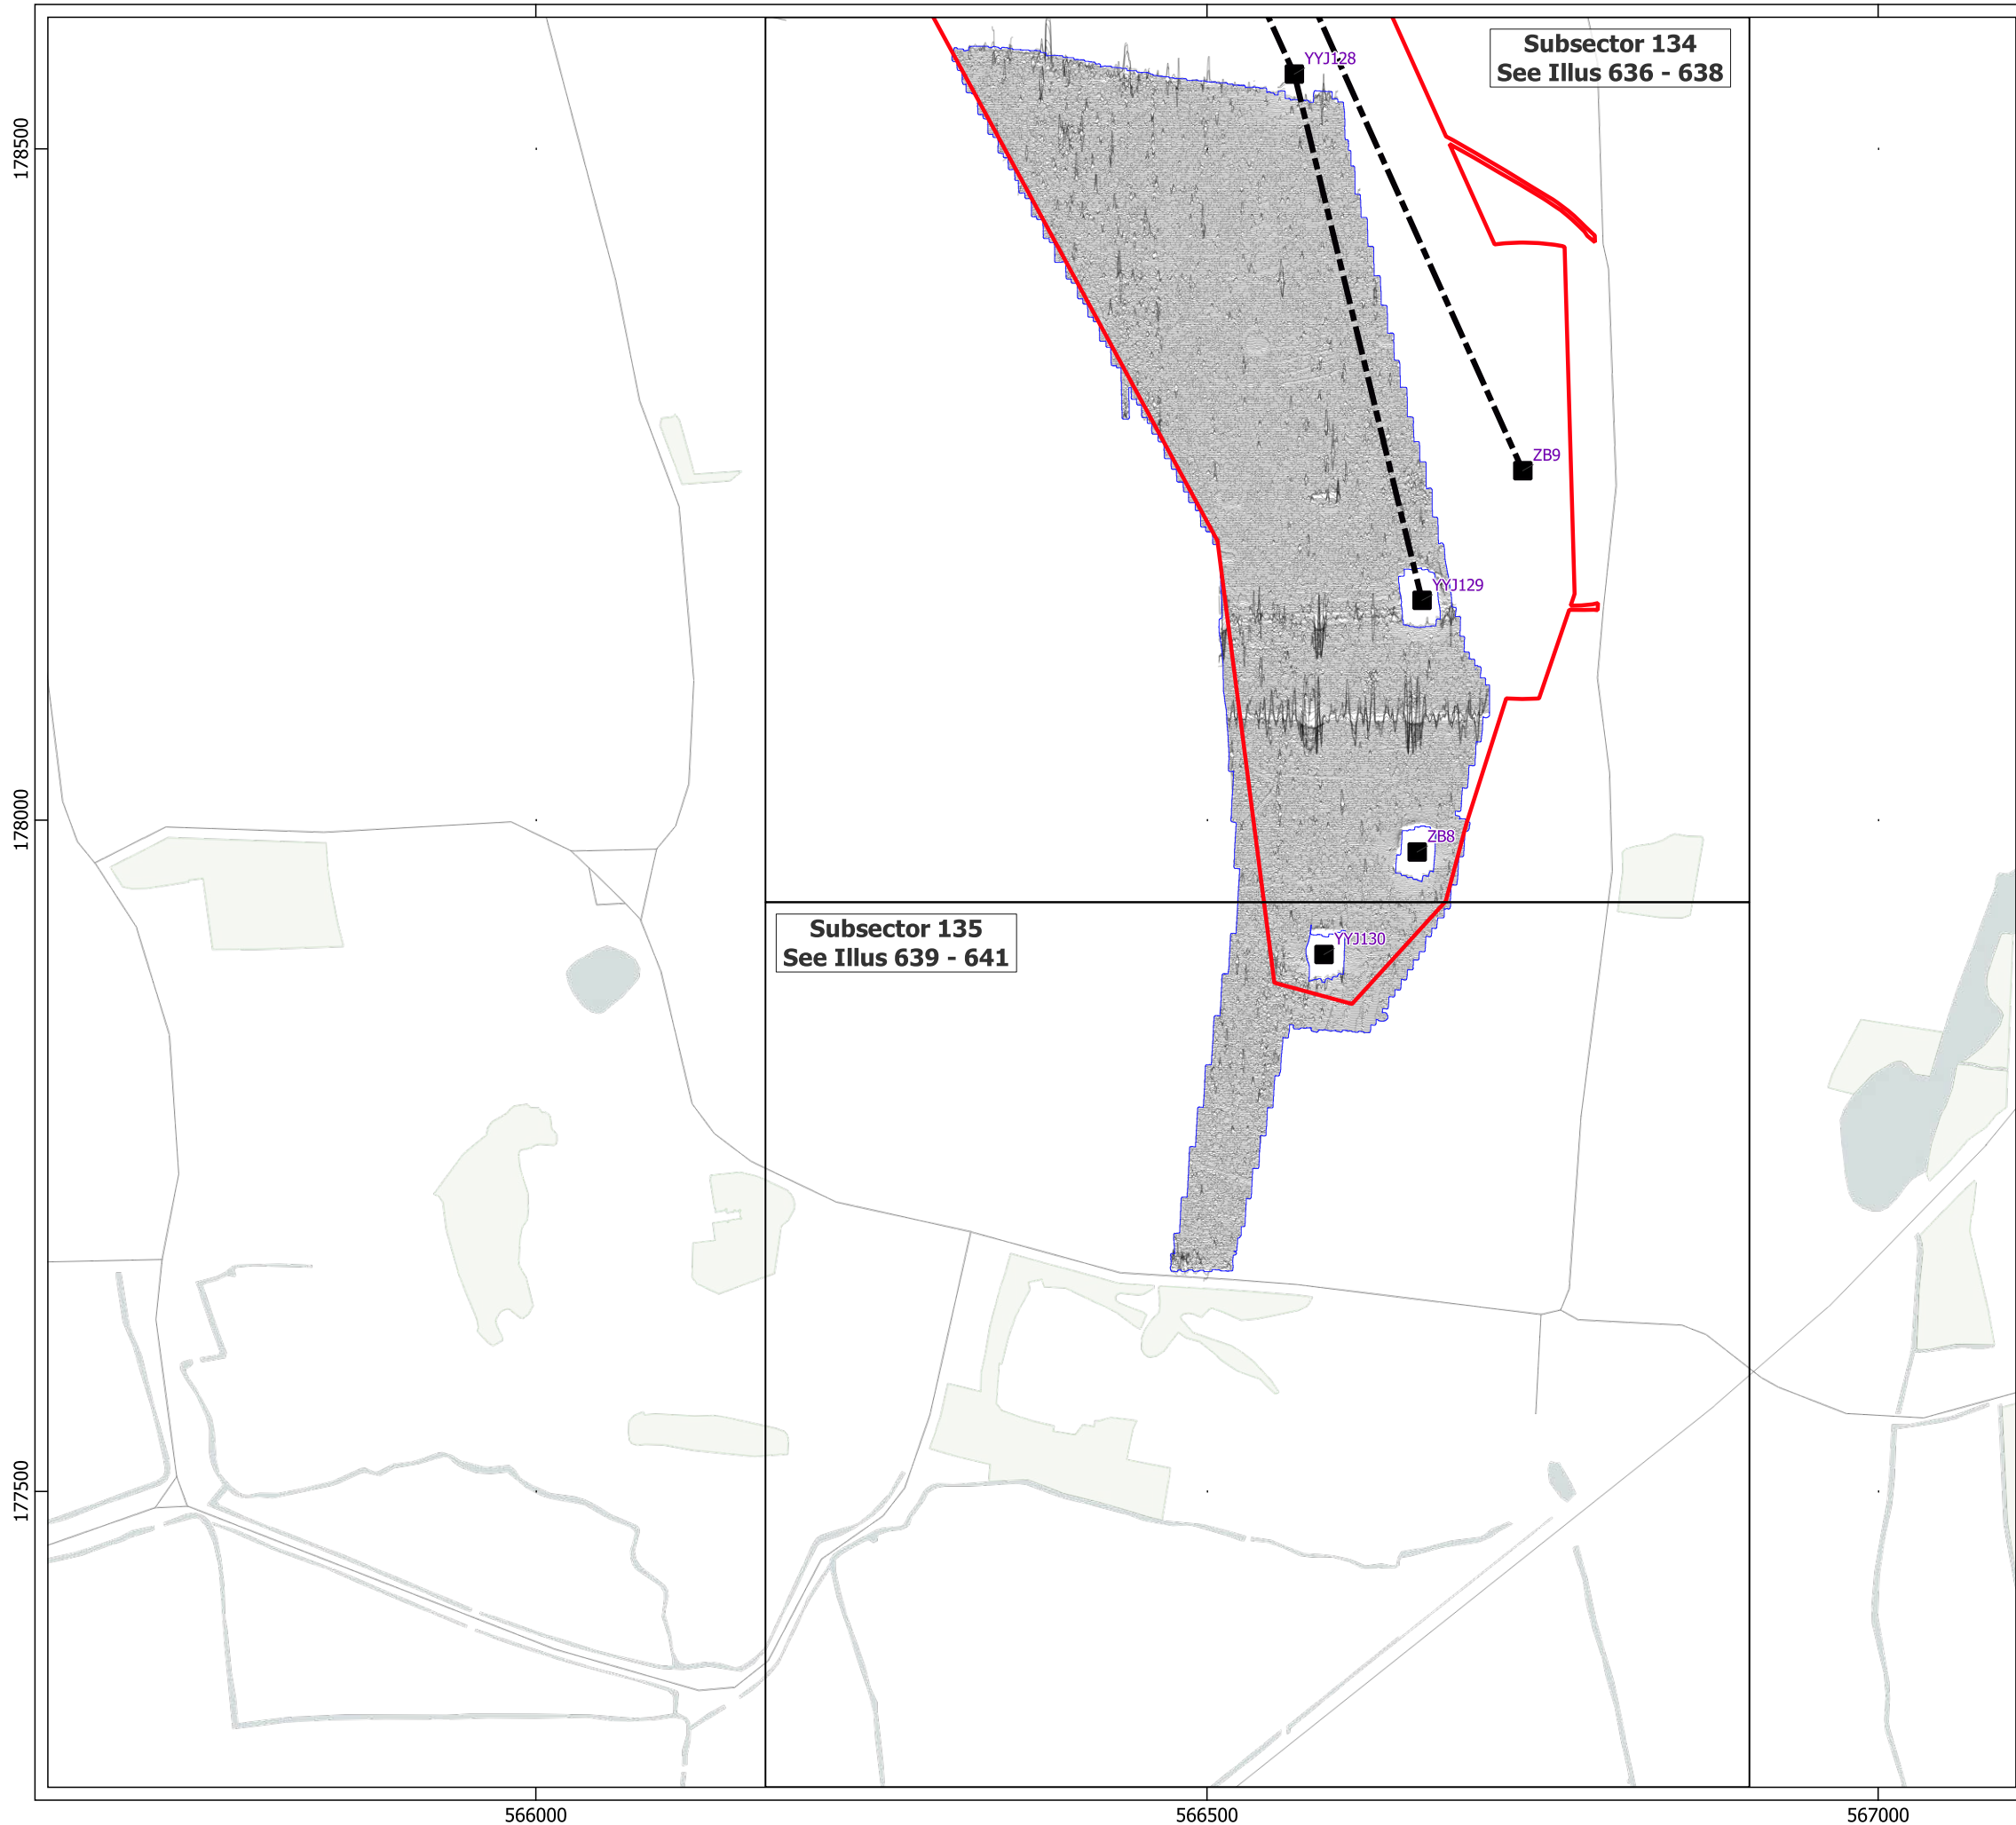 Subsector 134
See Illus 636 - 638
YYJ128
178500
ZB9
YYJ129
178000
ZB8
Subsector 135
See Illus 639 - 641
YYJ130
177500
566000
566500
567000